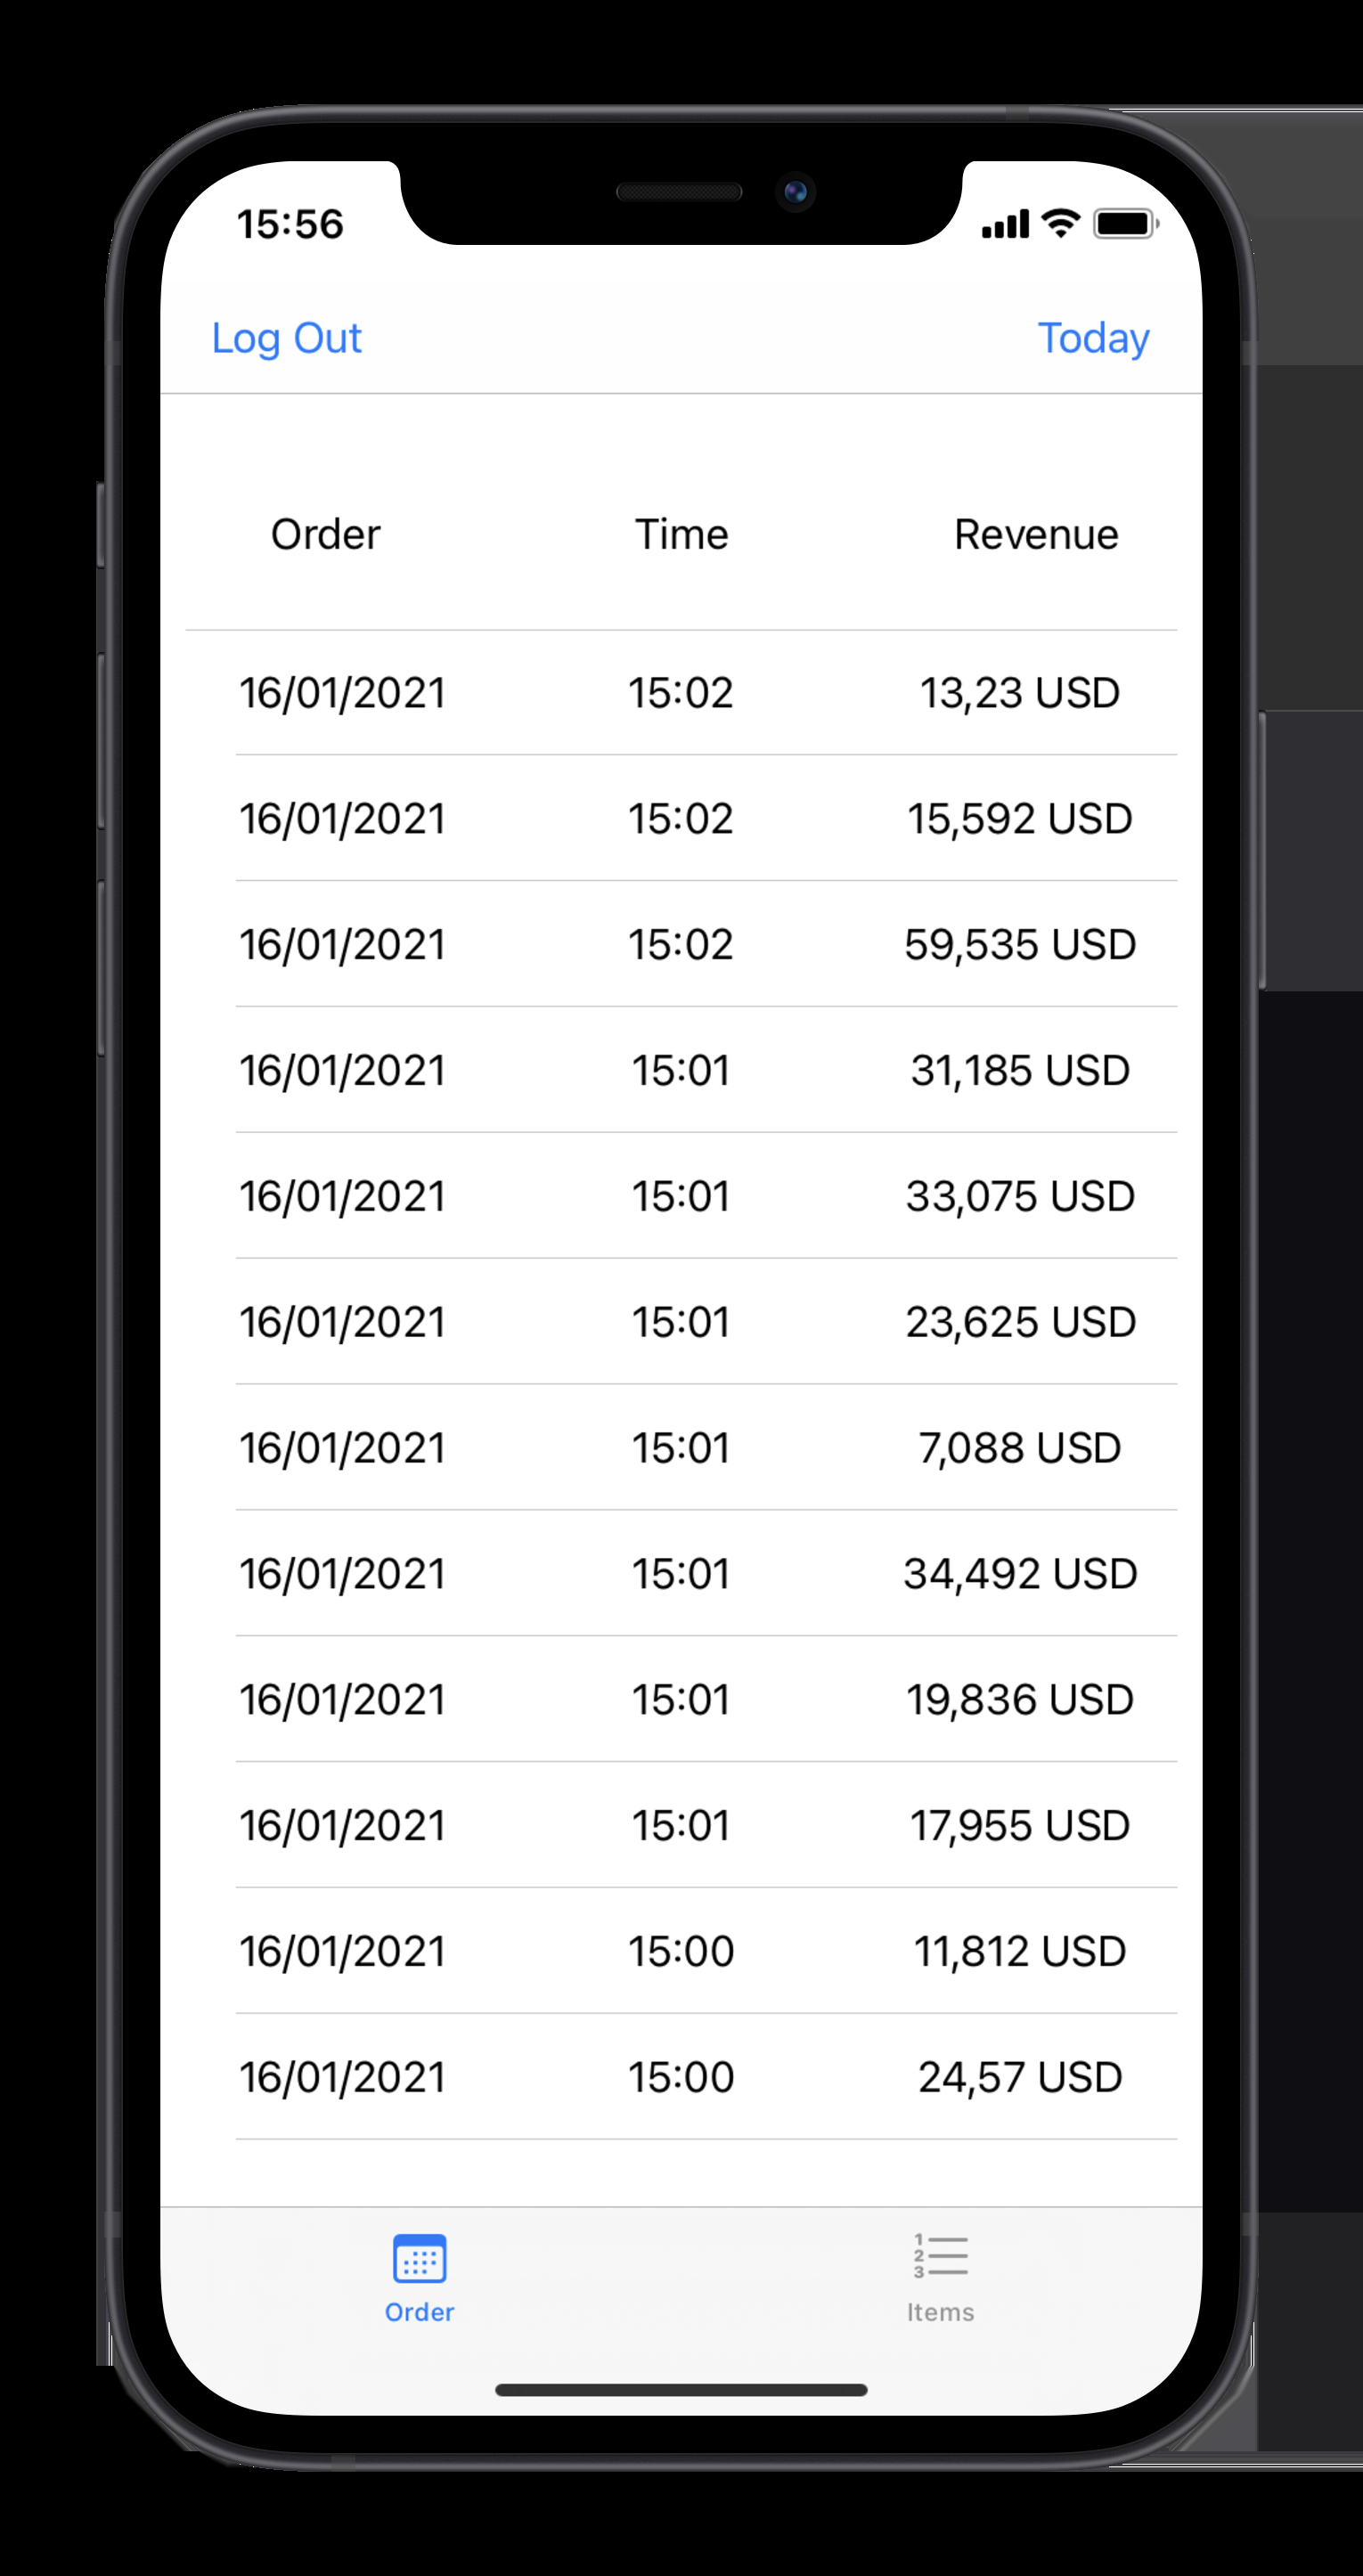 15:56
Log Out Today
Order Time Revenue
16/01/2021 15:02 13,23 USD
16/01/2021 15:02 15,592 USD
16/01/2021 15:02 59,535 USD
16/01/2021 15:01 31,185 USD
16/01/2021 15:01 33,075 USD
16/01/2021 15:01 23,625 USD
16/01/2021 15:01 7,088 USD
16/01/2021 15:01 34,492 USD
16/01/2021 15:01 19,836 USD
16/01/2021 15:01 17,955 USD
16/01/2021 15:00 11,812 USD
16/01/2021 15:00 24,57 USD
1
2
3
Order Items